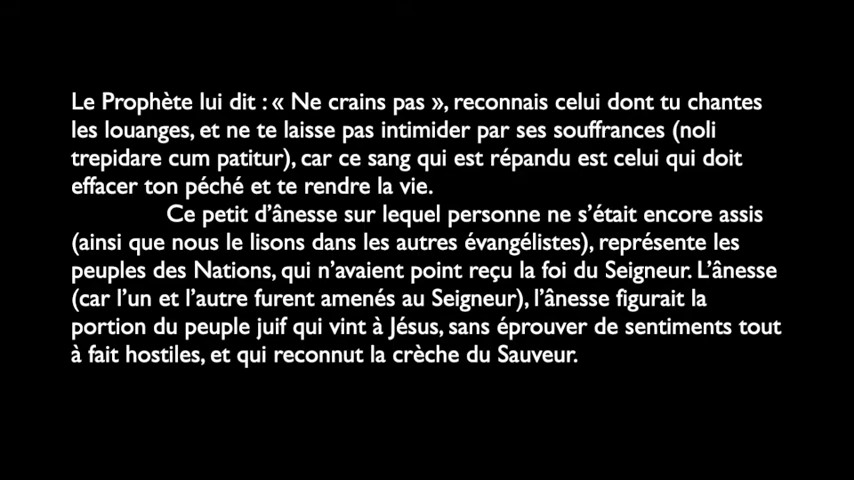 Le Prophète lui dit : « Ne crains pas », reconnais celui dont tu chantes
les louanges, et ne te laisse pas intimider par ses souffrances (noli
trepidare cum patitur), car ce sang qui est répandu est celui qui doit
effacer ton péché et te rendre la vie.
Ce petit d’ânesse sur lequel personne ne s’était encore assis
(ainsi que nous le lisons dans les autres évangélistes), représente les
peuples des Nations, qui n’avaient point reçu la foi du Seigneur. L’ânesse
(car l’un et l’autre furent amenés au Seigneur), l’ânesse figurait la
portion du peuple juif qui vint à Jésus, sans éprouver de sentiments tout
à fait hostiles, et qui reconnut la crèche du Sauveur.